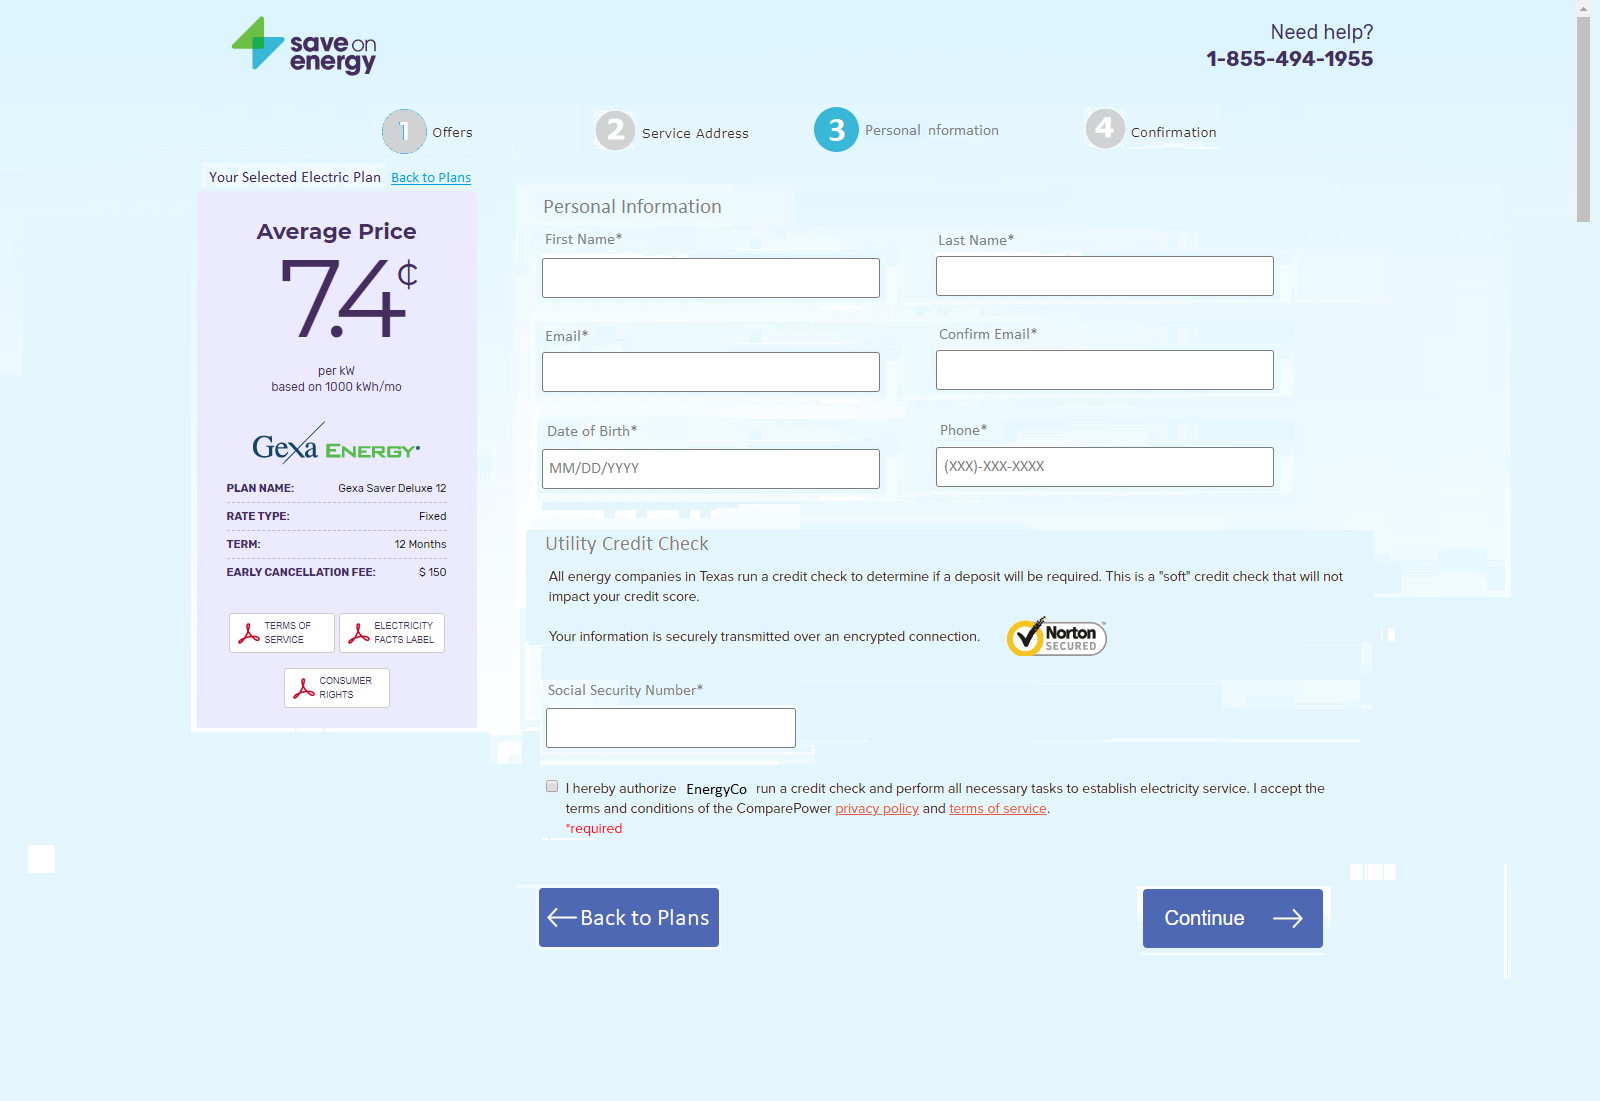 save on
energy
Need help?
1-855-494-1955
1 Offers
2 Service Address
3 Personal nformation
4 Confirmation
Your Selected Electric Plan Back to Plans
Average Price
7.4¢
per kW
based on 1000 kWh/mo
Gexa ENERGY
PLAN NAME: Gexa Saver Deluxe 12
RATE TYPE: Fixed
TERM: 12 Months
EARLY CANCELLATION FEE: $ 150
TERMS OF
SERVICE
ELECTRICITY
FACTS LABEL
CONSUMER
RIGHTS
Personal Information
First Name*
Last Name*
Email*
Confirm Email*
Date of Birth*
Phone*
MM/DD/YYYY
(XXX)-XXX-XXXX
Utility Credit Check
All energy companies in Texas run a credit check to determine if a deposit will be required. This is a "soft" credit check that will not
impact your credit score.
Your information is securely transmitted over an encrypted connection.
Norton
SECURED
Social Security Number*
I hereby authorize EnergyCo run a credit check and perform all necessary tasks to establish electricity service. I accept the
terms and conditions of the ComparePower privacy policy and terms of service.
*required
Back to Plans
Continue